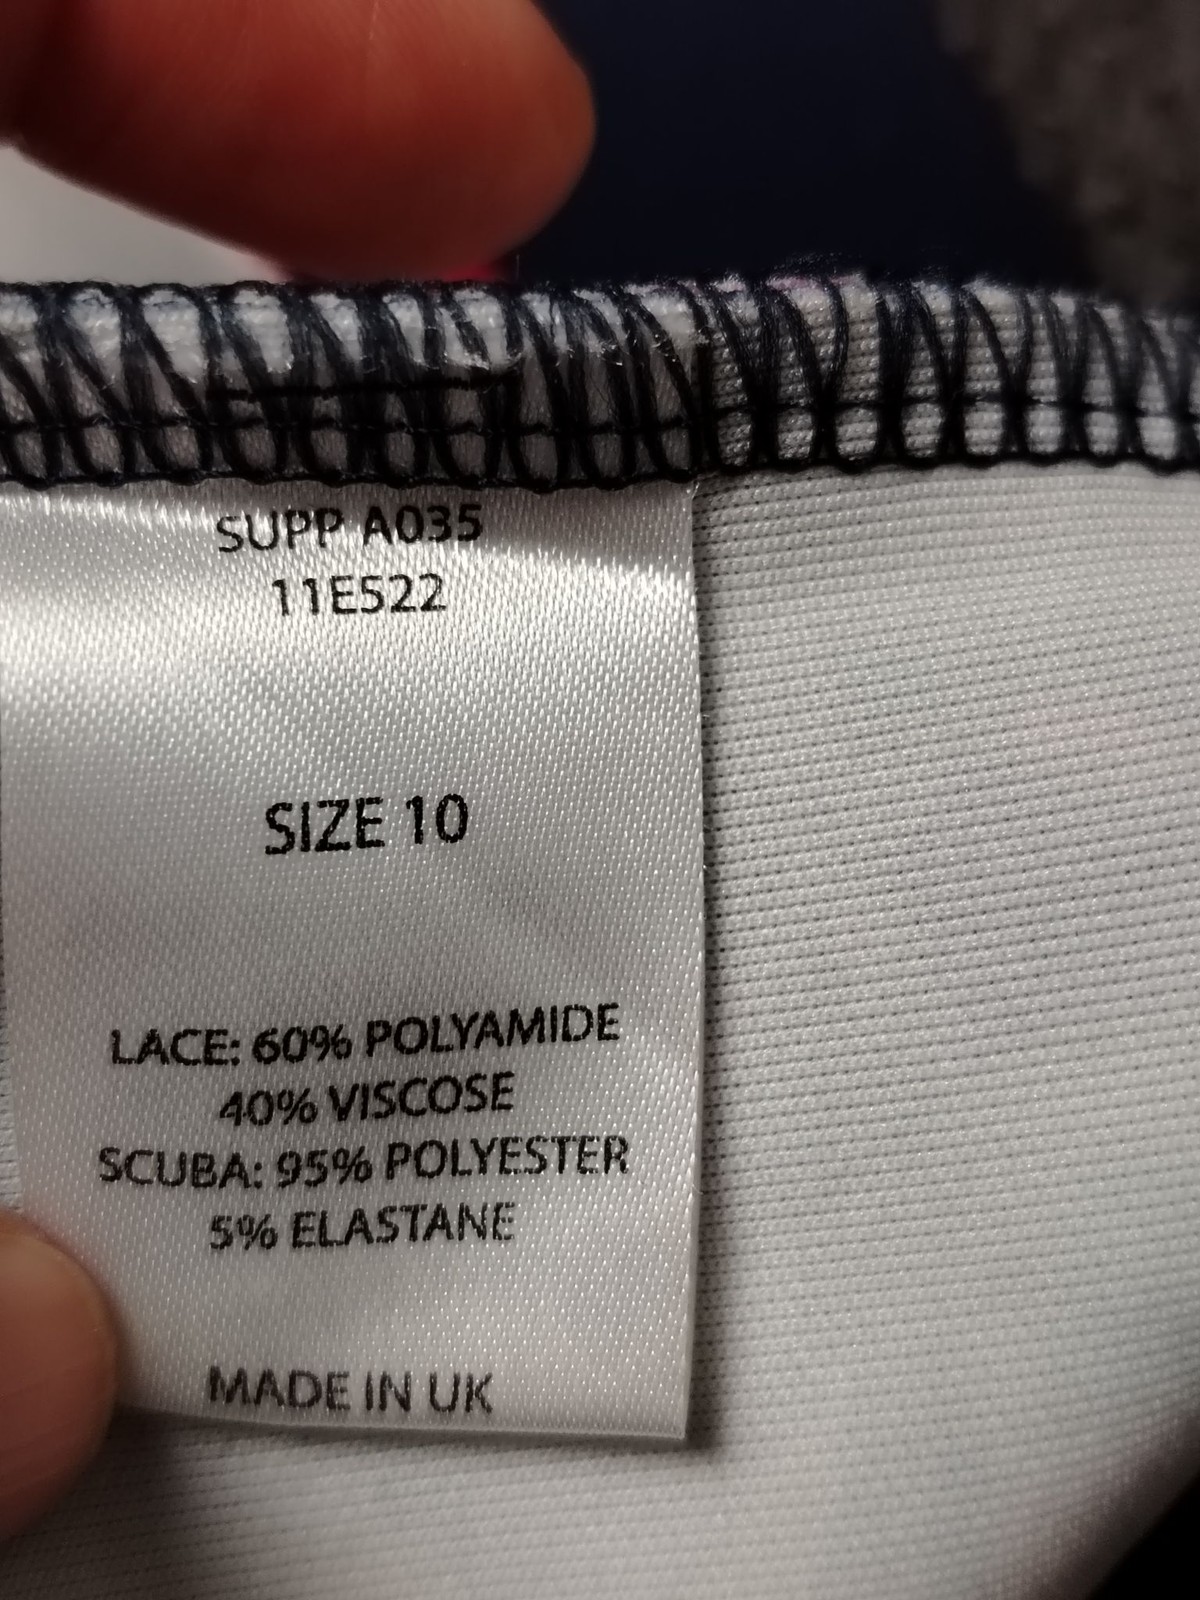 SUPP A035
11E522
SIZE 10
LACE: 60% POLYAMIDE
40% VISCOSE
SCUBA: 95% POLYESTER
5% ELASTANE
MADE IN UK